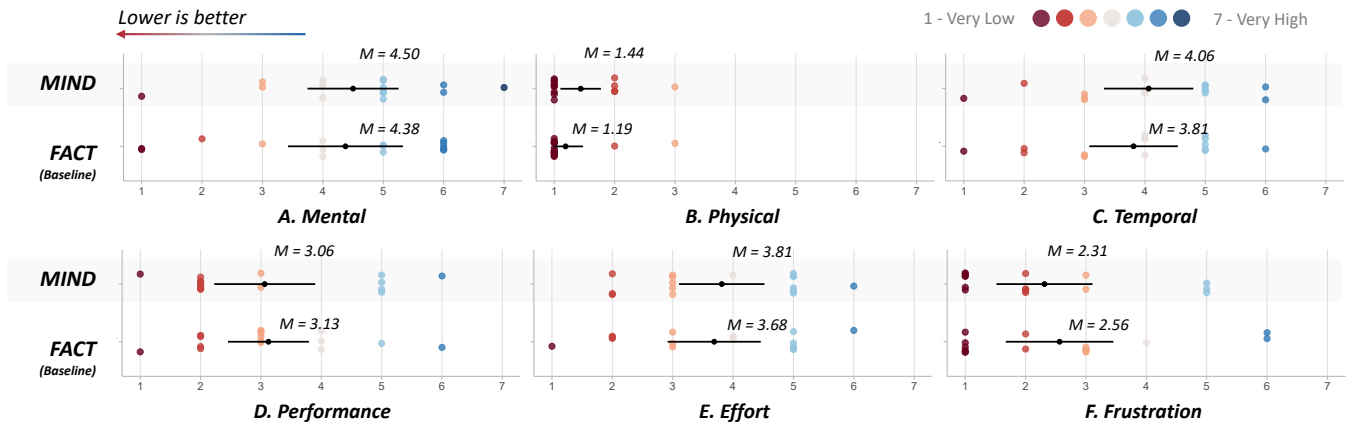 Lower is better
1 - Very Low
7 - Very High
MIND
M = 4.50
M = 1.44
M = 4.06
FACT
(Baseline)
M = 4.38
M = 1.19
M = 3.81
1 2 3 4 5 6 7
1 2 3 4 5 6 7
1 2 3 4 5 6 7
A. Mental
B. Physical
C. Temporal
MIND
M = 3.06
M = 3.81
M = 2.31
FACT
(Baseline)
M = 3.13
M = 3.68
M = 2.56
1 2 3 4 5 6 7
1 2 3 4 5 6 7
1 2 3 4 5 6 7
D. Performance
E. Effort
F. Frustration